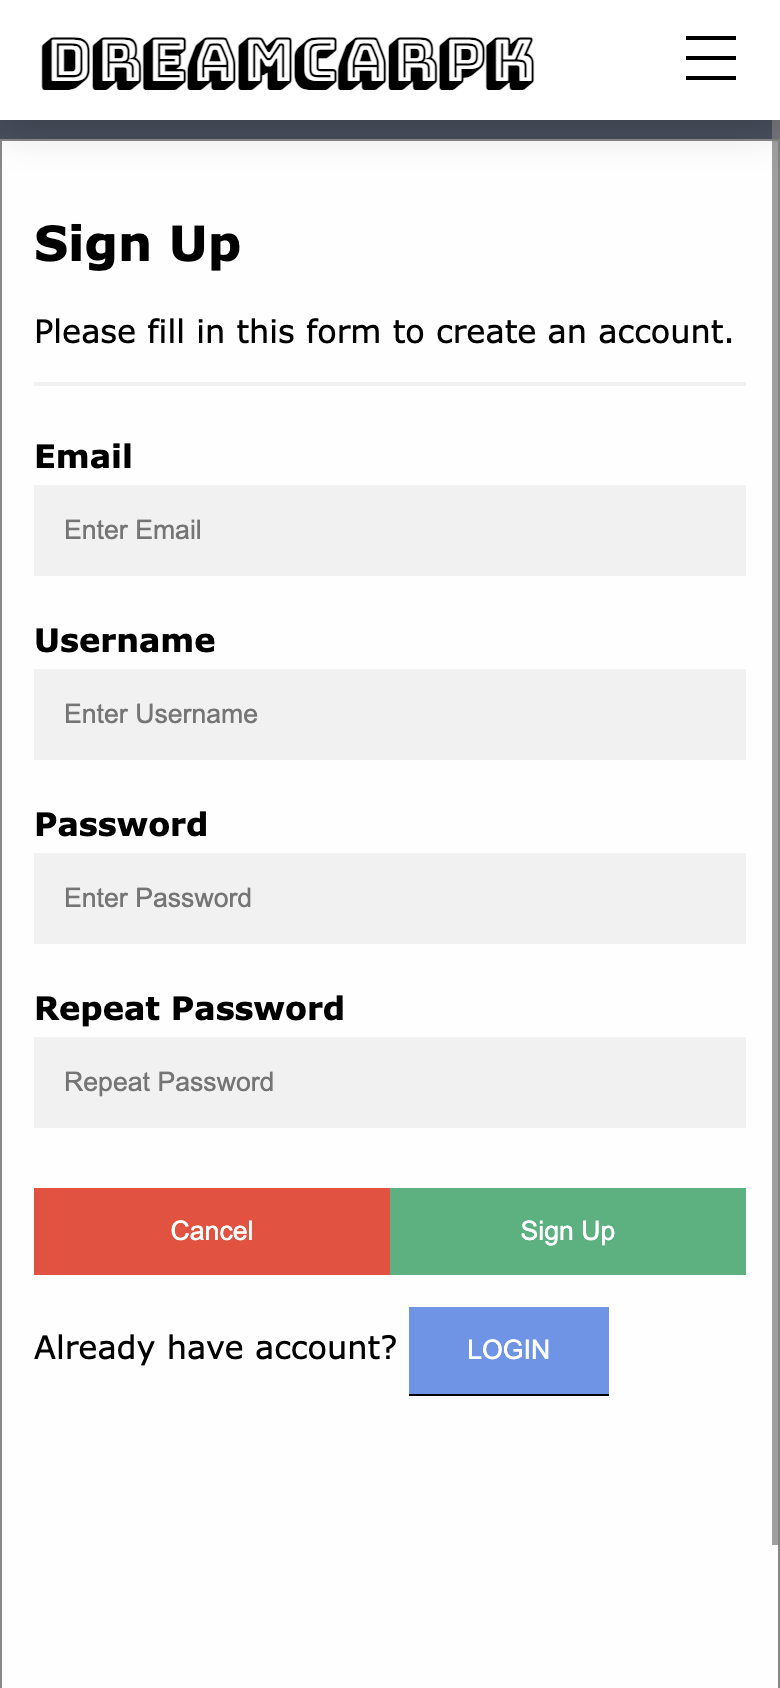 DREAMCARPK
Sign Up
Please fill in this form to create an account.
Email
Enter Email
Username
Enter Username
Password
Enter Password
Repeat Password
Repeat Password
Cancel Sign Up
Already have account? LOGIN